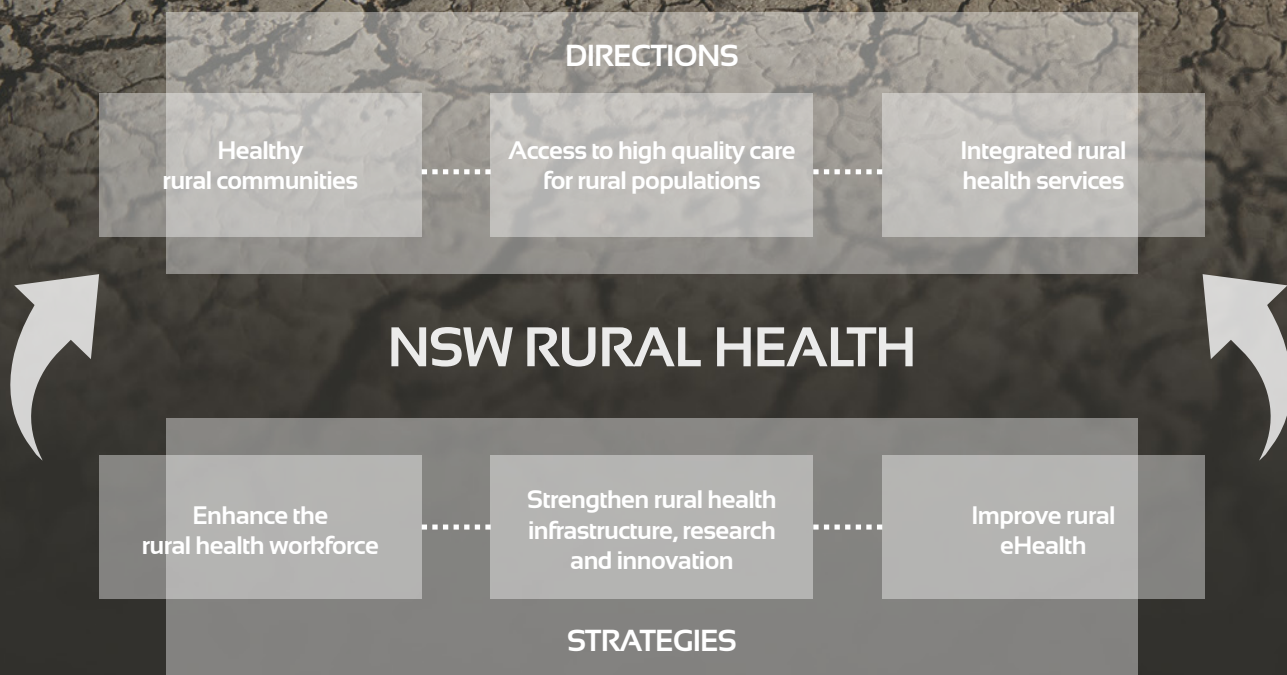 DIRECTIONS
Healthy
rural communities
Access to high quality care
for rural populations
Integrated rural
health services
NSW RURAL HEALTH
Enhance the
rural health workforce
Strengthen rural health
infrastructure, research
and innovation
Improve rural
eHealth
STRATEGIES